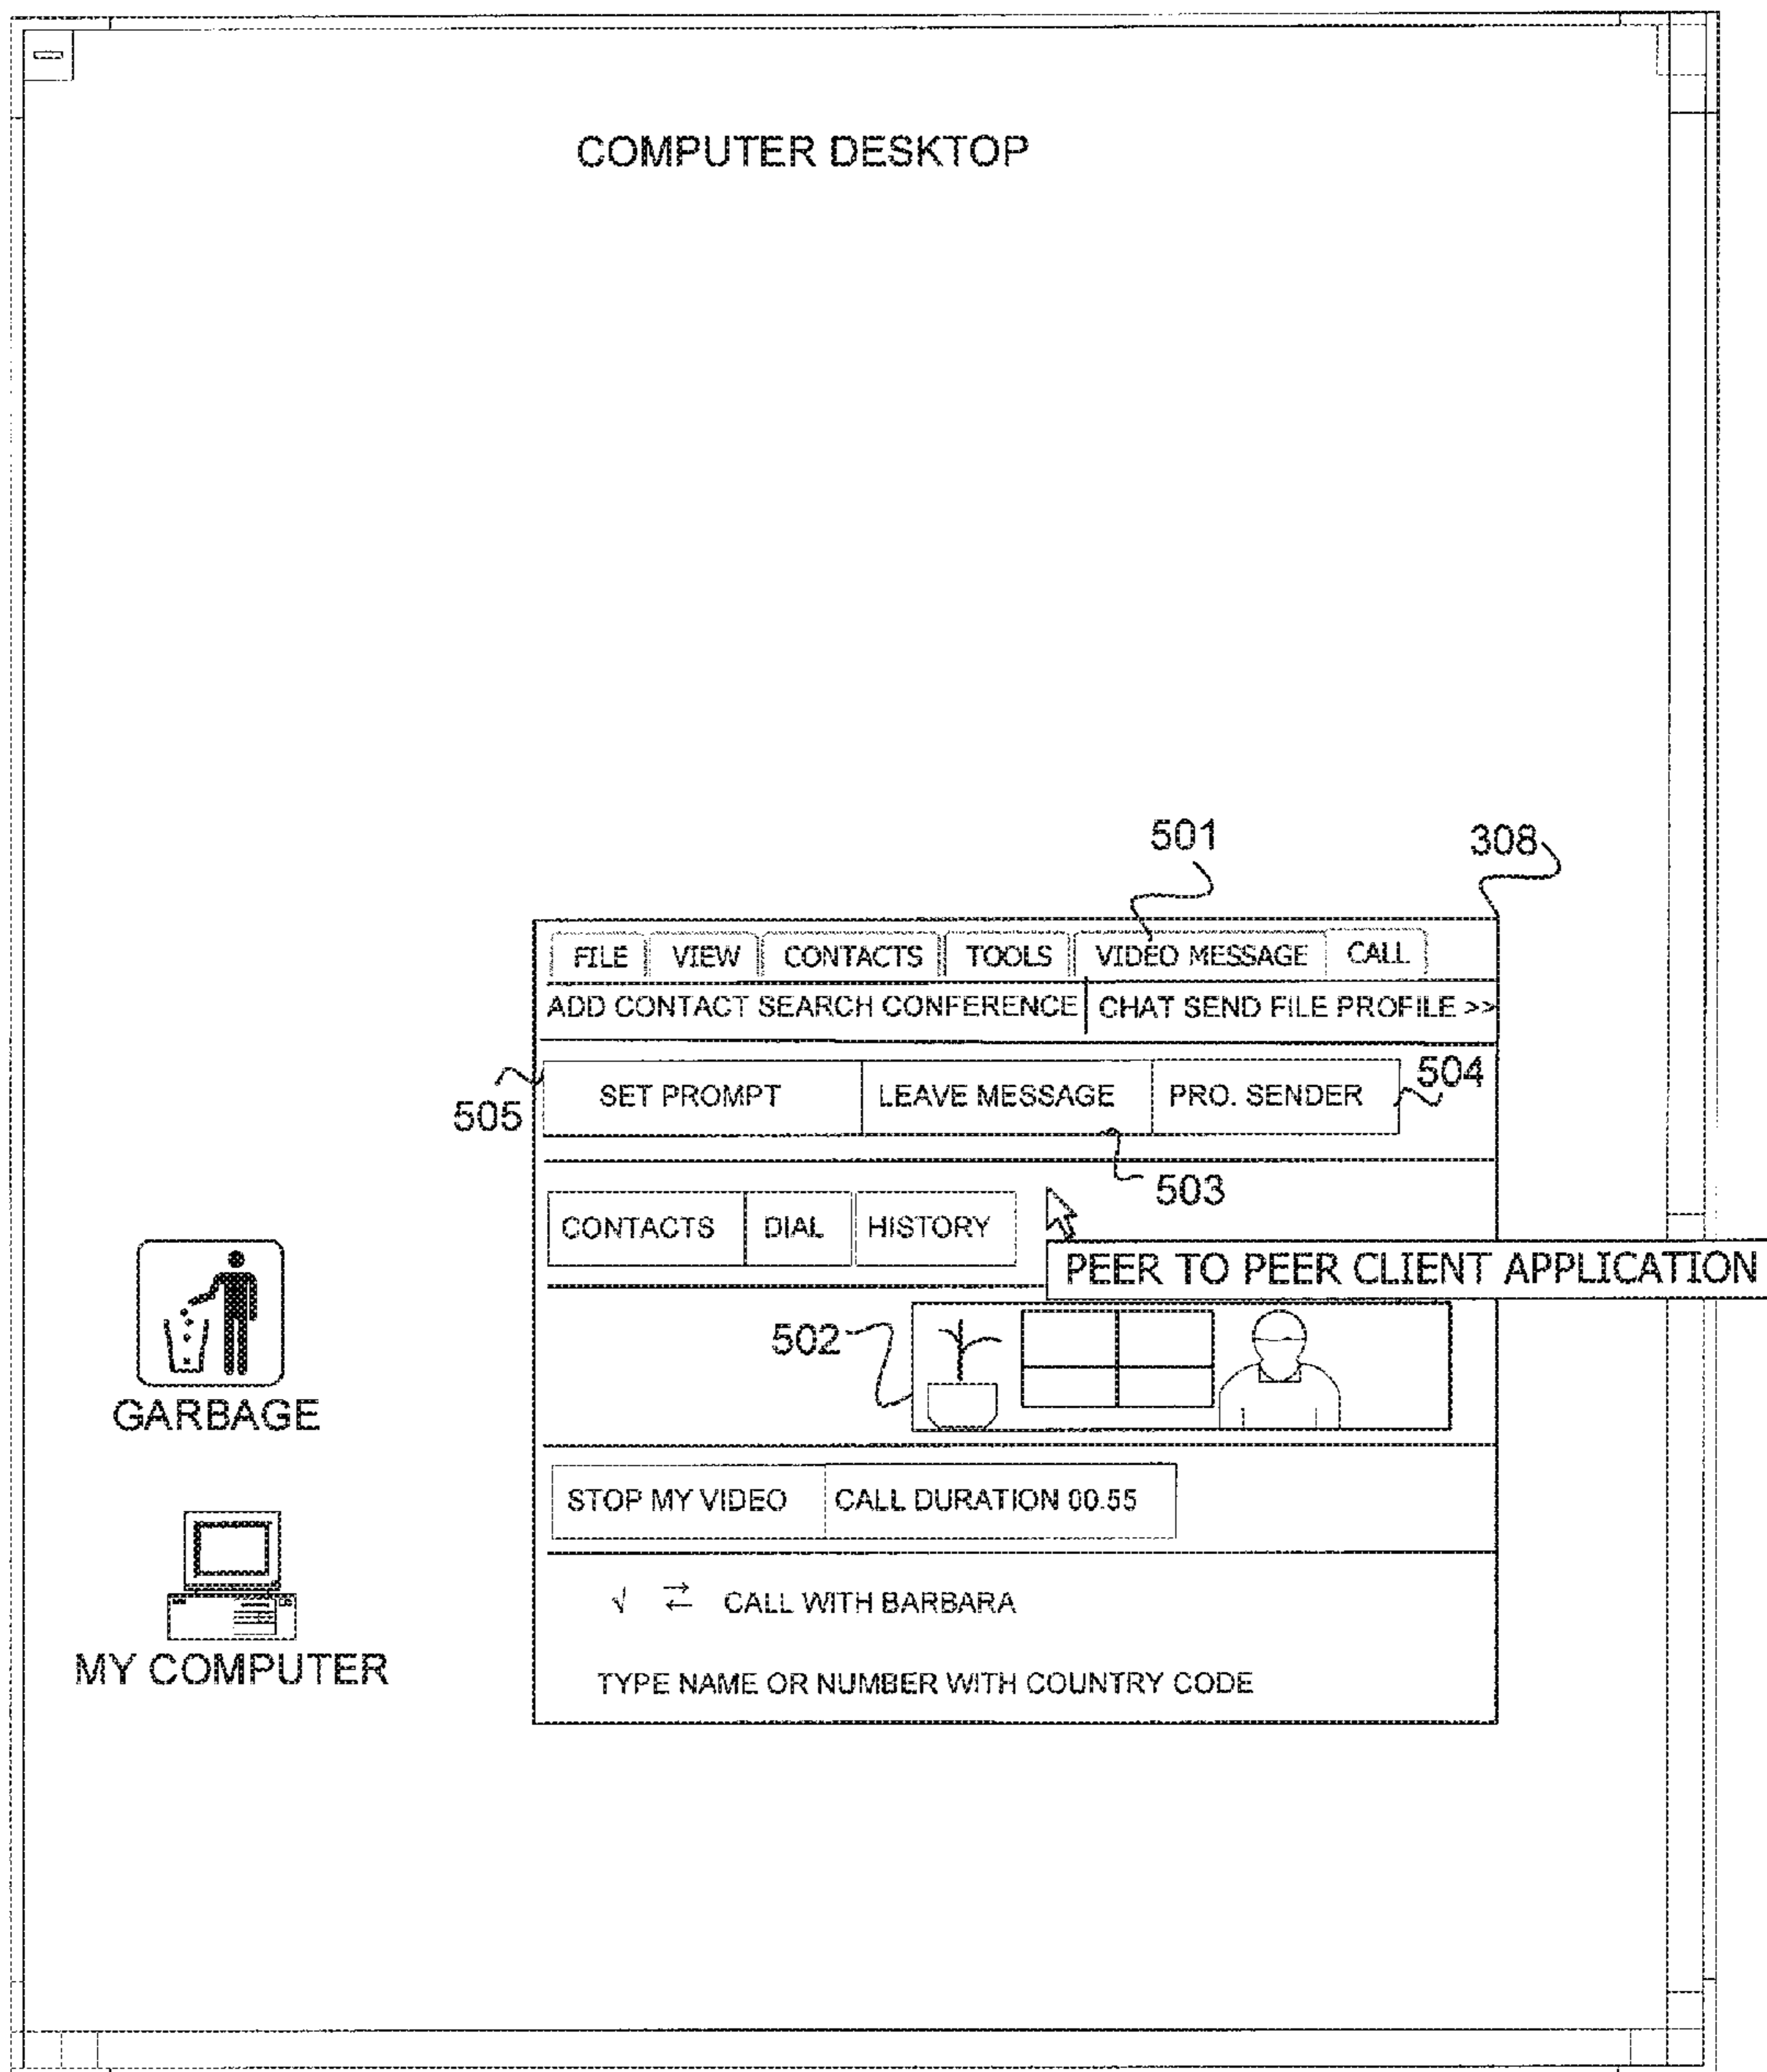 COMPUTER DESKTOP
501
308
FILE VIEW CONTACTS TOOLS VIDEO MESSAGE CALL
ADD CONTACT SEARCH CONFERENCE CHAT SEND FILE PROFILE >>
505 SET PROMPT LEAVE MESSAGE PRO. SENDER 504
503
CONTACTS DIAL HISTORY
PEER TO PEER CLIENT APPLICATION
502
GARBAGE
STOP MY VIDEO CALL DURATION 00.55
√ ⇄ CALL WITH BARBARA
MY COMPUTER
TYPE NAME OR NUMBER WITH COUNTRY CODE